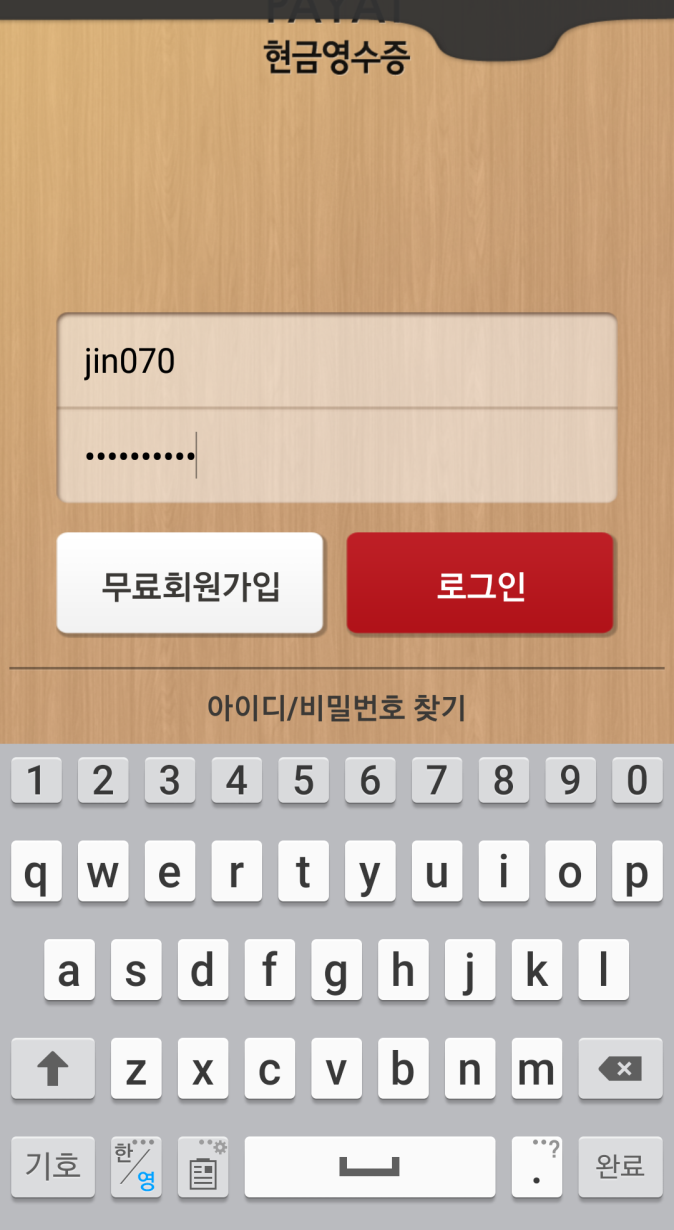 PAYAT
현금영수증
jin070
••••••••••
무료회원가입 로그인
아이디/비밀번호 찾기
1 2 3 4 5 6 7 8 9 0
q w e r t y u i o p
a s d f g h j k l
z x c v b n m
기호 한/영 . ? 완료